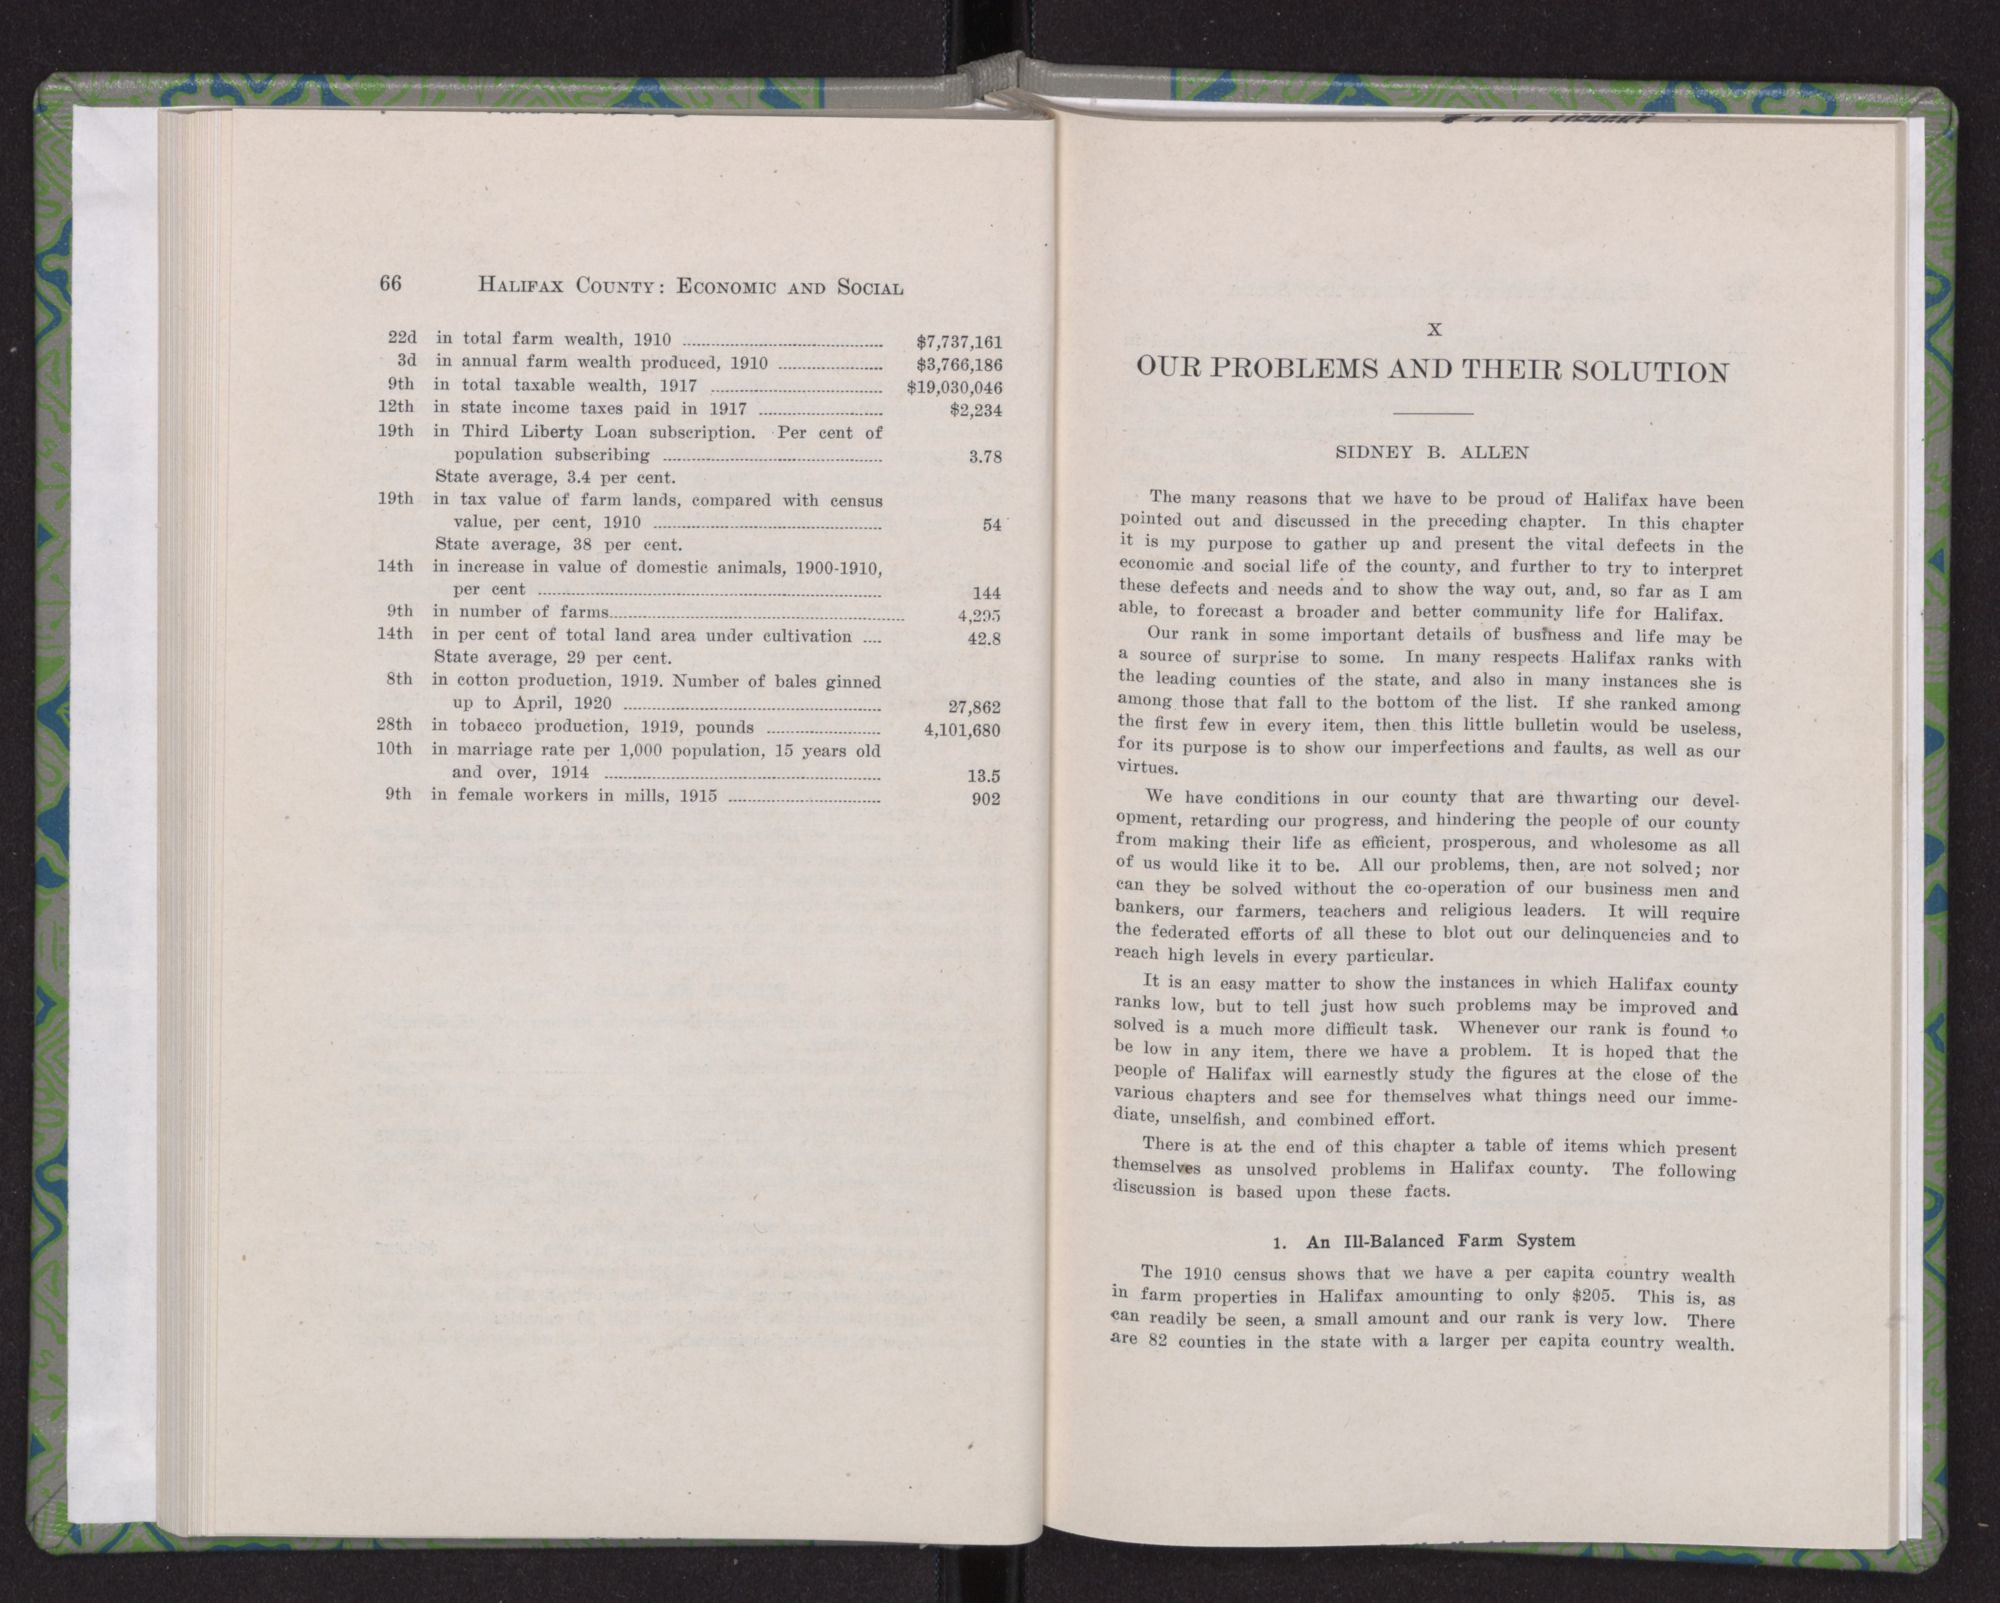 66 HALIFAX COUNTY: ECONOMIC AND SOCIAL
22d in total farm wealth, 1910 ........ $7,737,161
3d in annual farm wealth produced, 1910 ........ $3,766,186
9th in total taxable wealth, 1917 ........ $19,030,046
12th in state income taxes paid in 1917 ........ $2,234
19th in Third Liberty Loan subscription. Per cent of
population subscribing ........ 3.78
State average, 3.4 per cent.
19th in tax value of farm lands, compared with census
value, per cent, 1910 ........ 54
State average, 38 per cent.
14th in increase in value of domestic animals, 1900-1910,
per cent ........ 144
9th in number of farms........ 4,295
14th in per cent of total land area under cultivation .... 42.8
State average, 29 per cent.
8th in cotton production, 1919. Number of bales ginned
up to April, 1920 ........ 27,862
28th in tobacco production, 1919, pounds ........ 4,101,680
10th in marriage rate per 1,000 population, 15 years old
and over, 1914 ........ 13.5
9th in female workers in mills, 1915 ........ 902
X
OUR PROBLEMS AND THEIR SOLUTION
SIDNEY B. ALLEN
The many reasons that we have to be proud of Halifax have been
pointed out and discussed in the preceding chapter. In this chapter
it is my purpose to gather up and present the vital defects in the
economic and social life of the county, and further to try to interpret
these defects and needs and to show the way out, and, so far as I am
able, to forecast a broader and better community life for Halifax.
Our rank in some important details of business and life may be
a source of surprise to some. In many respects Halifax ranks with
the leading counties of the state, and also in many instances she is
among those that fall to the bottom of the list. If she ranked among
the first few in every item, then this little bulletin would be useless,
for its purpose is to show our imperfections and faults, as well as our
virtues.
We have conditions in our county that are thwarting our devel-
opment, retarding our progress, and hindering the people of our county
from making their life as efficient, prosperous, and wholesome as all
of us would like it to be. All our problems, then, are not solved; nor
can they be solved without the co-operation of our business men and
bankers, our farmers, teachers and religious leaders. It will require
the federated efforts of all these to blot out our delinquencies and to
reach high levels in every particular.
It is an easy matter to show the instances in which Halifax county
ranks low, but to tell just how such problems may be improved and
solved is a much more difficult task. Whenever our rank is found to
be low in any item, there we have a problem. It is hoped that the
people of Halifax will earnestly study the figures at the close of the
various chapters and see for themselves what things need our imme-
diate, unselfish, and combined effort.
There is at the end of this chapter a table of items which present
themselves as unsolved problems in Halifax county. The following
discussion is based upon these facts.
1. An Ill-Balanced Farm System
The 1910 census shows that we have a per capita country wealth
in farm properties in Halifax amounting to only $205. This is, as
can readily be seen, a small amount and our rank is very low. There
are 82 counties in the state with a larger per capita country wealth.